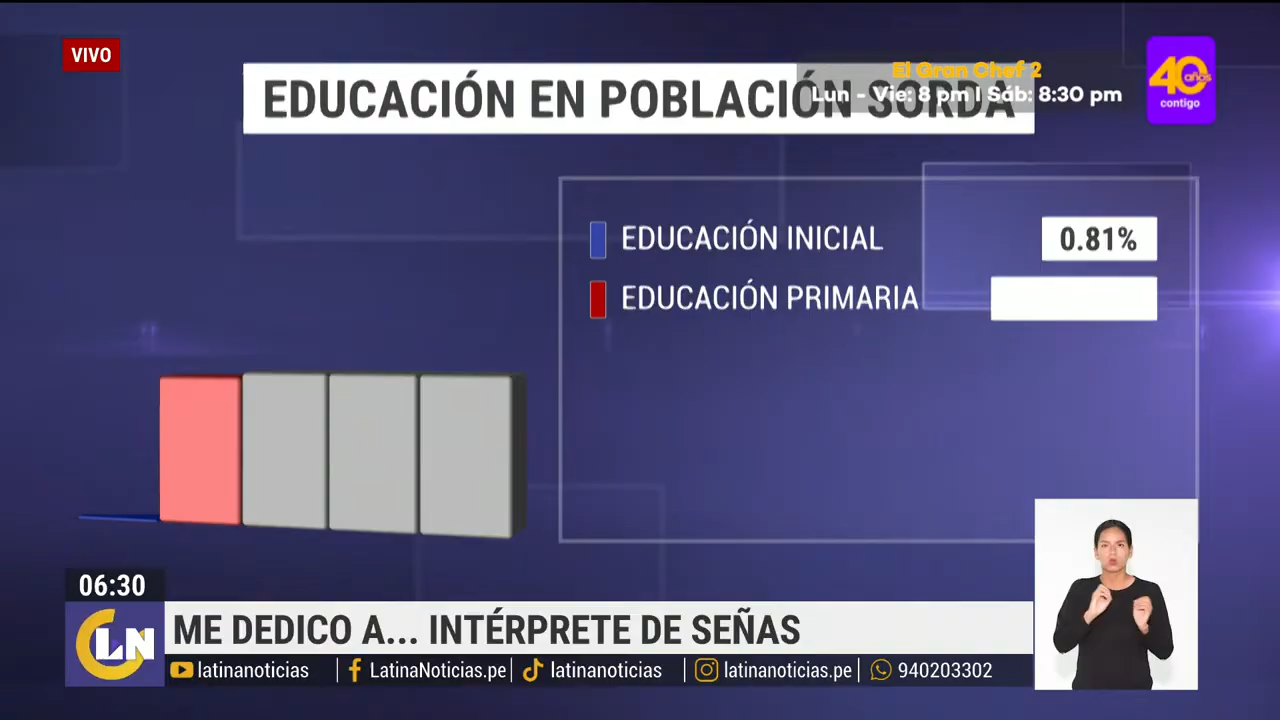 VIVO
EDUCACIÓN EN POBLACIÓN SORDA
El Gran Chef 2
Lun - Vie: 8 pm I Sáb: 8:30 pm
40 años
contigo
EDUCACIÓN INICIAL 0.81%
EDUCACIÓN PRIMARIA
06:30
LN
ME DEDICO A... INTÉRPRETE DE SEÑAS
latinanoticias | LatinaNoticias.pe | latinanoticias | latinanoticias.pe | 940203302